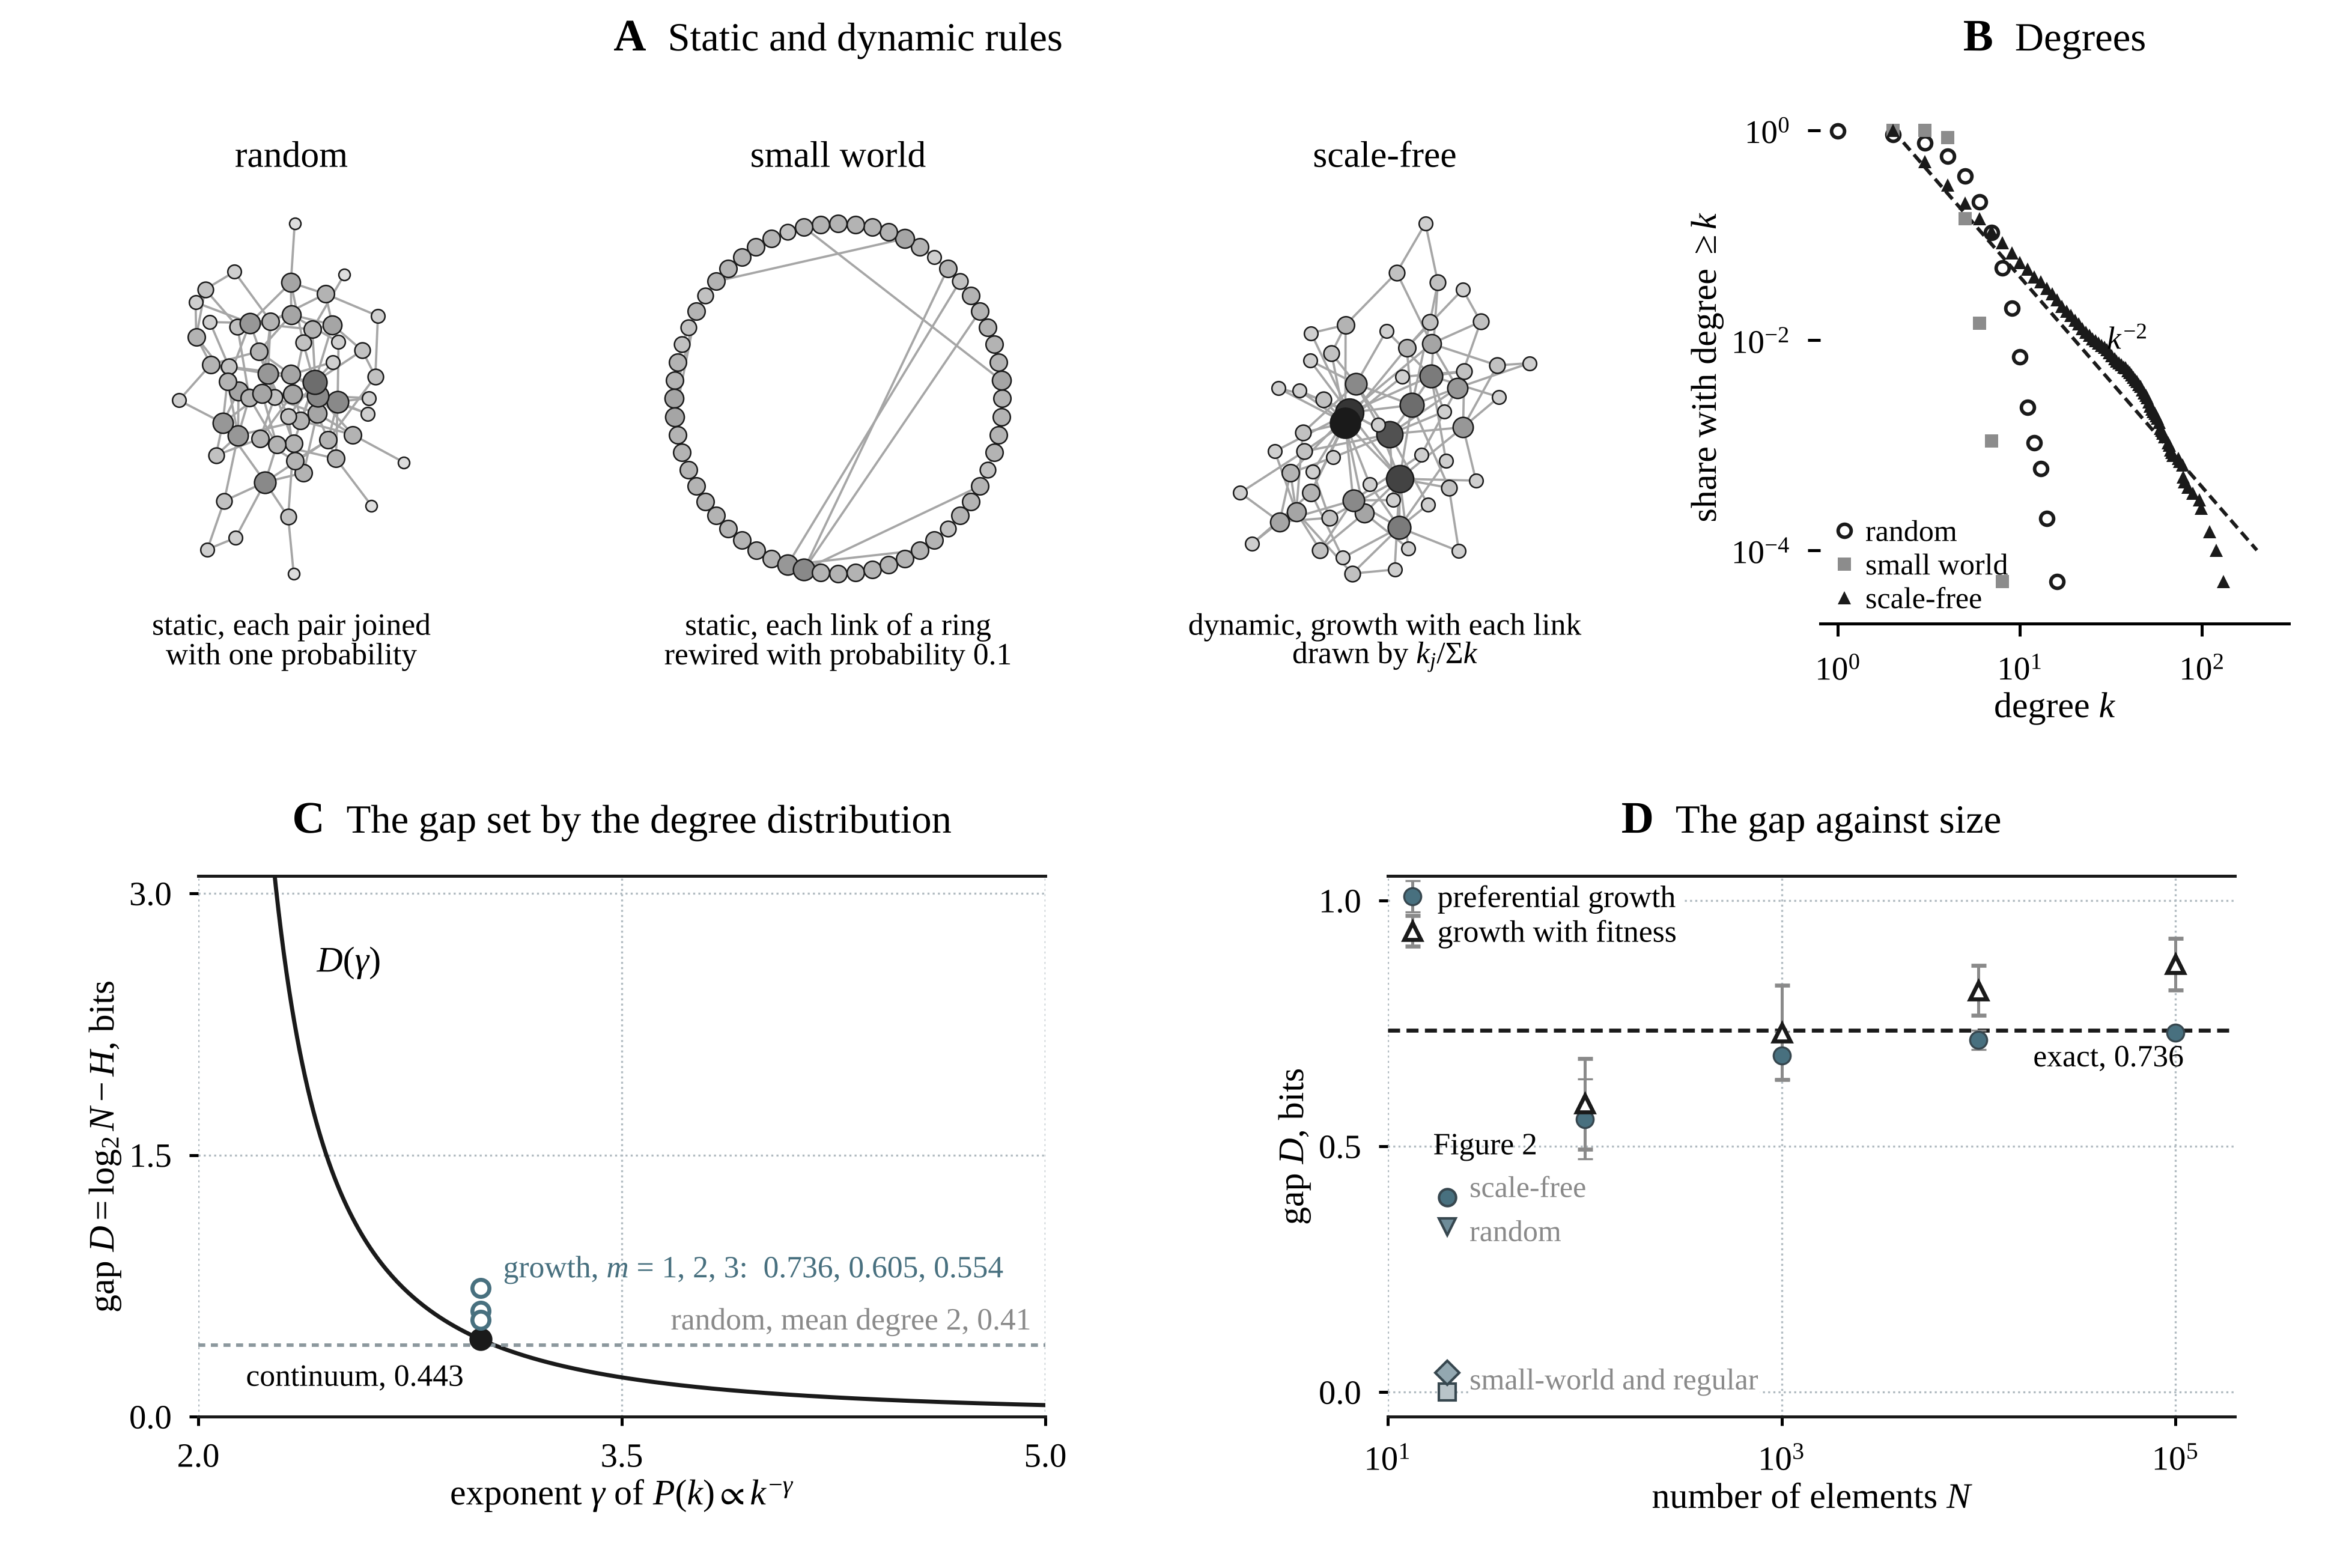 A Static and dynamic rules
random
small world
scale-free
static, each pair joined
with one probability
static, each link of a ring
rewired with probability 0.1
dynamic, growth with each link
drawn by kj/Σk
B Degrees
share with degree ≥ k
10⁰
10⁻²
10⁻⁴
k⁻²
random
small world
scale-free
10⁰ 10¹ 10²
degree k
C The gap set by the degree distribution
gap D = log₂ N − H, bits
3.0
1.5
0.0
D(γ)
growth, m = 1, 2, 3: 0.736, 0.605, 0.554
random, mean degree 2, 0.41
continuum, 0.443
2.0 3.5 5.0
exponent γ of P(k) ∝ k⁻ᵞ
D The gap against size
gap D, bits
1.0
0.5
0.0
preferential growth
growth with fitness
exact, 0.736
Figure 2
scale-free
random
small-world and regular
10¹ 10³ 10⁵
number of elements N